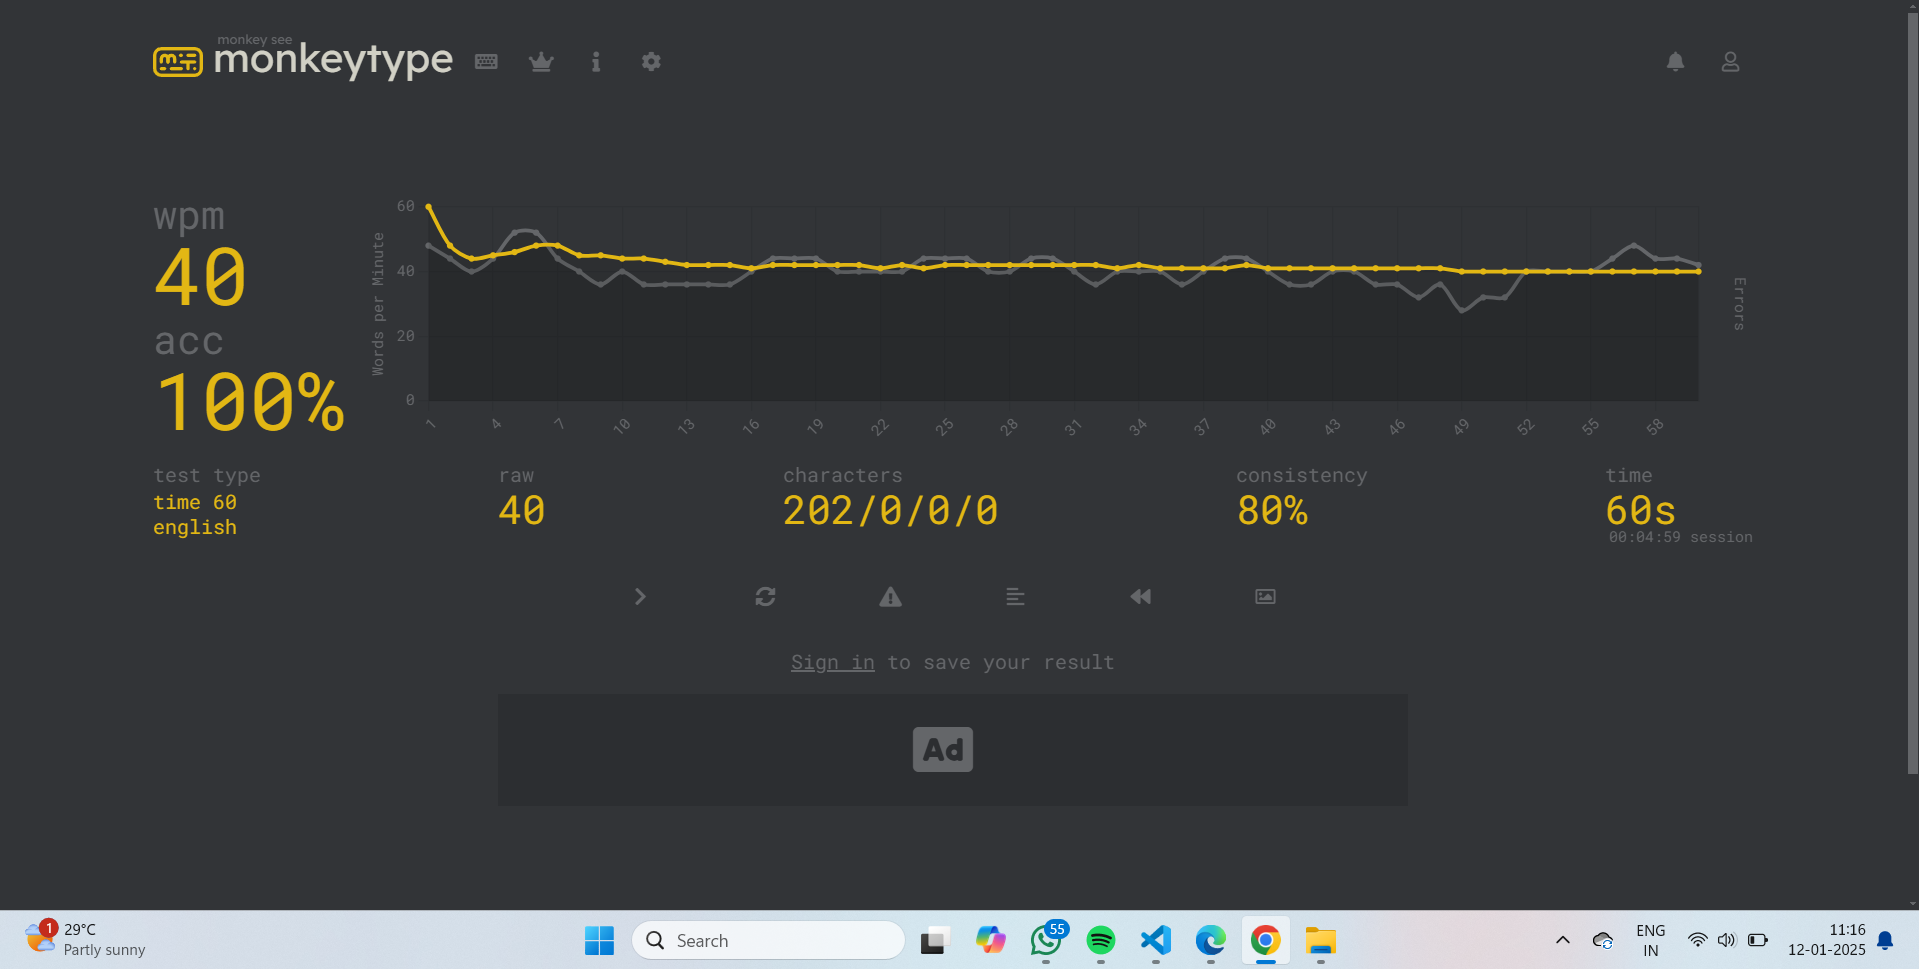 monkey see
monkeytype
wpm
40
acc
100%
Words per Minute
60
40
20
0
1 4 7 10 13 16 19 22 25 28 31 34 37 40 43 46 49 52 55 58
Errors
test type
time 60
english
raw
40
characters
202/0/0/0
consistency
80%
time
60s
00:04:59 session
Sign in to save your result
Ad
1
29°C
Partly sunny
Search
55
ENG
IN
11:16
12-01-2025